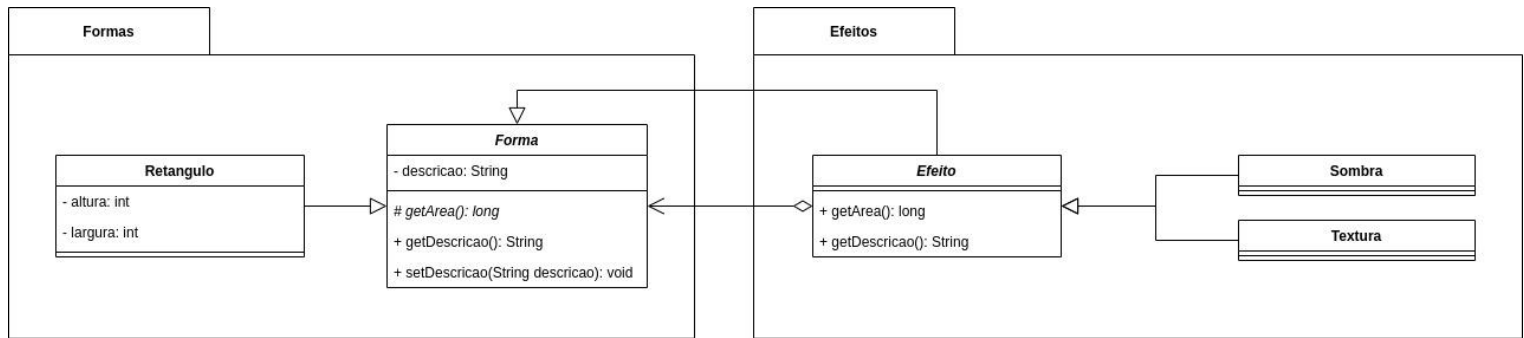 Formas
Efeitos
Forma
- descricao: String
# getArea(): long
+ getDescricao(): String
+ setDescricao(String descricao): void
Retangulo
- altura: int
- largura: int
Efeito
+ getArea(): long
+ getDescricao(): String
Sombra
Textura